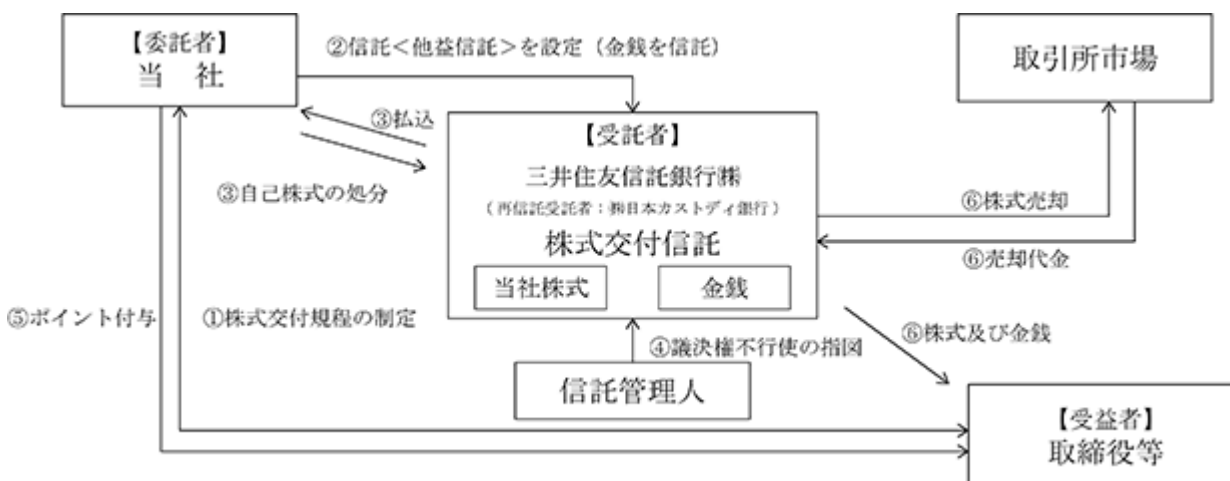 【委託者】
当 社
②信託<他益信託>を設定（金銭を信託）
取引所市場
③払込
③自己株式の処分
【受託者】
三井住友信託銀行㈱
（再信託受託者：㈱日本カストディ銀行）
株式交付信託
当社株式
金銭
⑥株式売却
⑥売却代金
⑤ポイント付与
①株式交付規程の制定
④議決権不行使の指図
⑥株式及び金銭
信託管理人
【受益者】
取締役等